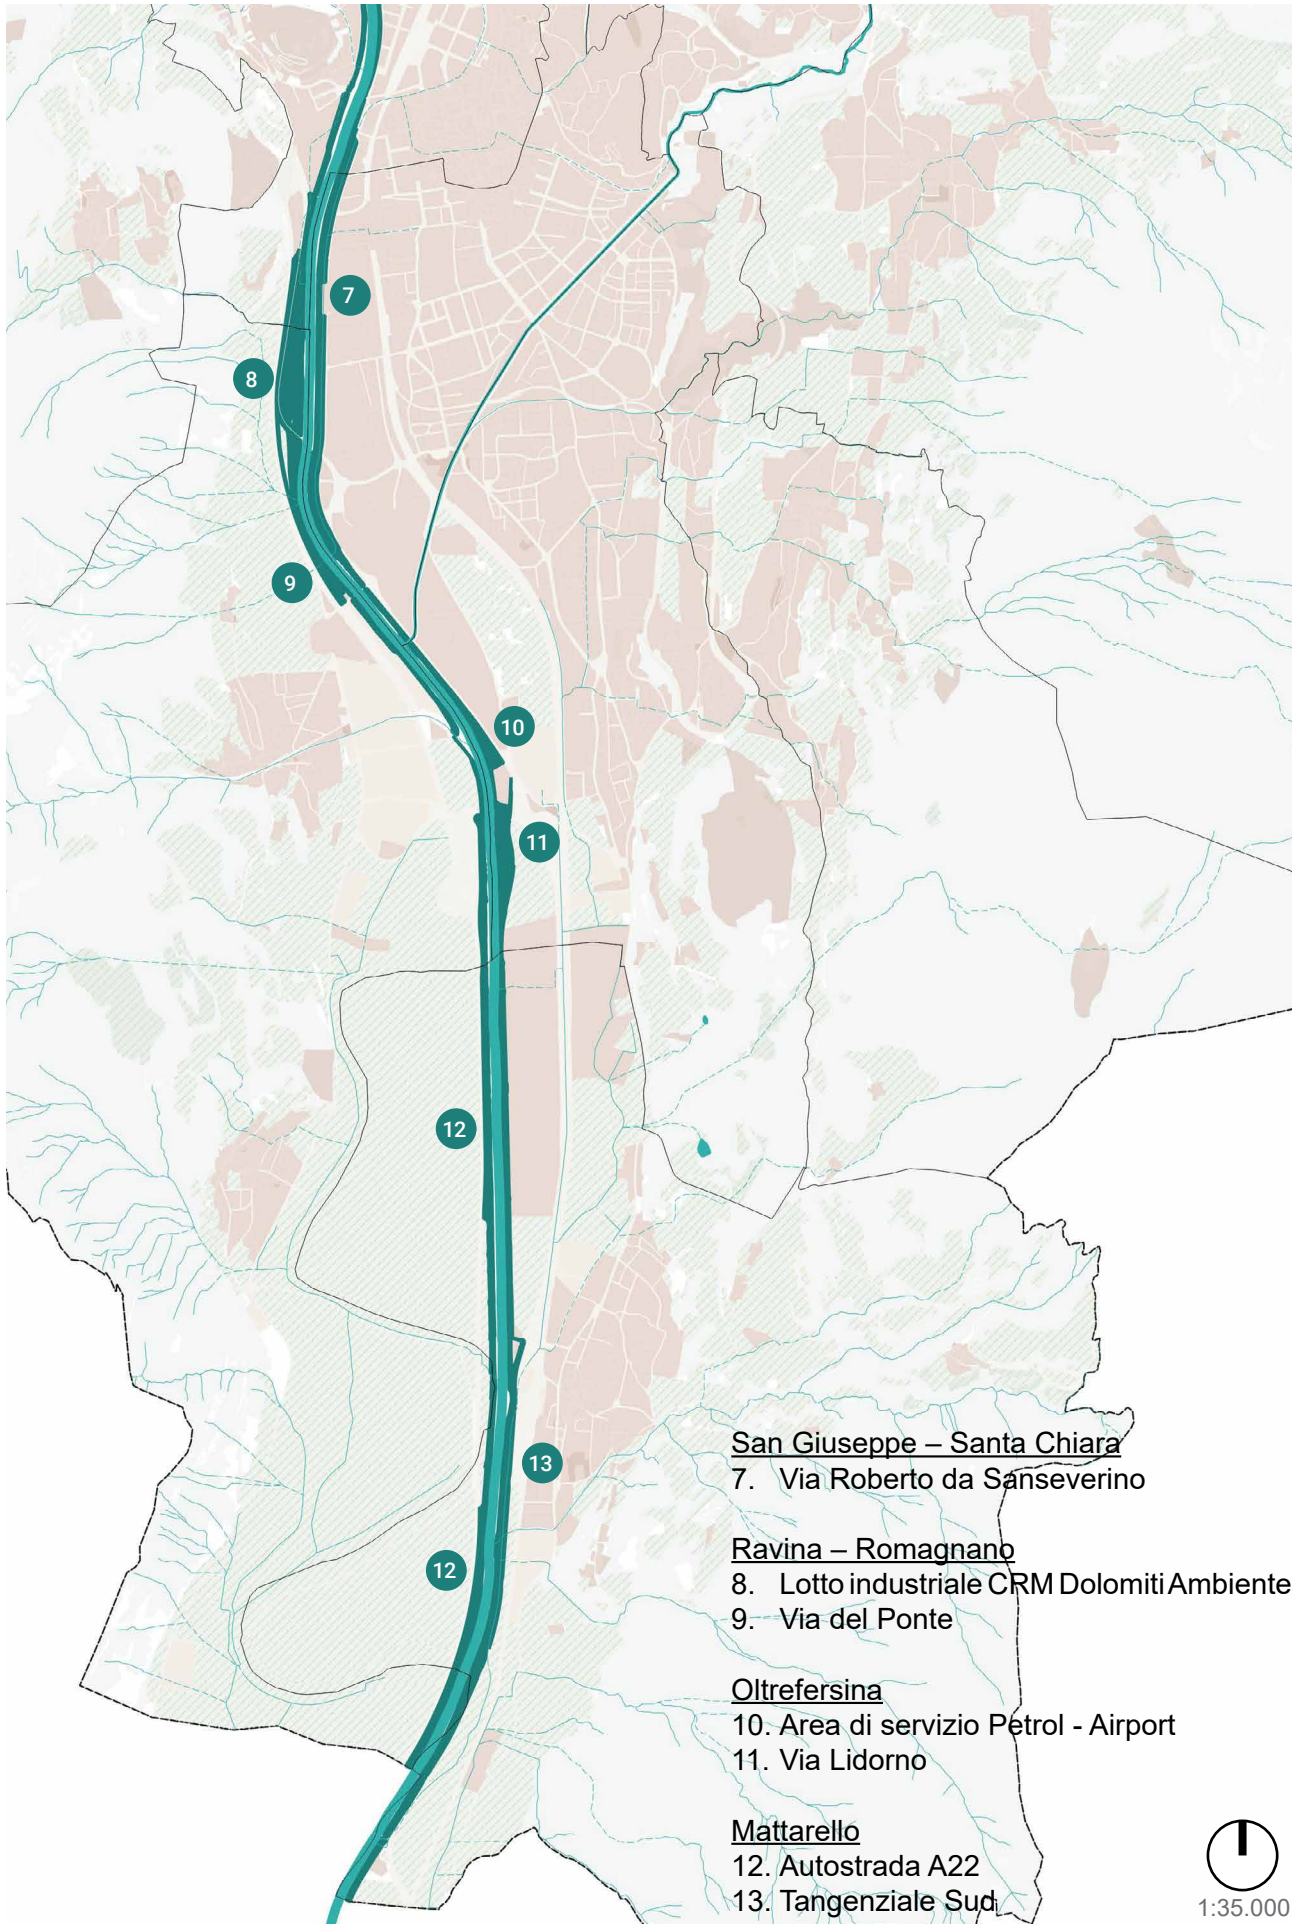 7
8
9
10
11
12
13
12
San Giuseppe – Santa Chiara
7. Via Roberto da Sanseverino
Ravina – Romagnano
8. Lotto industriale CRM Dolomiti Ambiente
9. Via del Ponte
Oltrefersina
10. Area di servizio Petrol - Airport
11. Via Lidorno
Mattarello
12. Autostrada A22
13. Tangenziale Sud
1:35.000